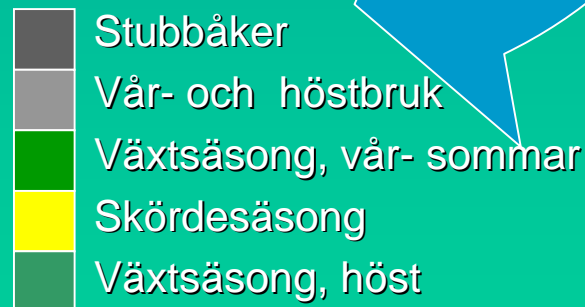 Stubbåker
Vår- och höstbruk
Växtsäsong, vår- sommar
Skördesäsong
Växtsäsong, höst